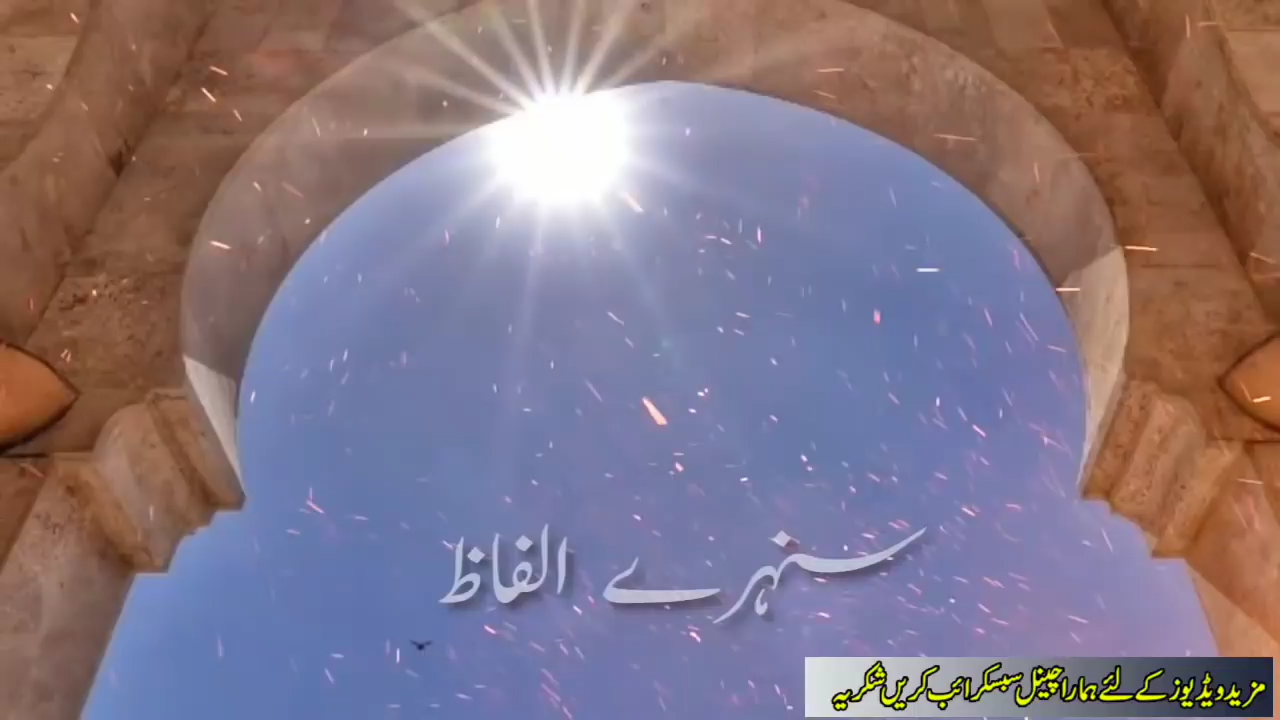 سنہرے الفاظ
مزید ویڈیوز کے لئے ہمارا چینل سبسکرائب کریں شکریہ